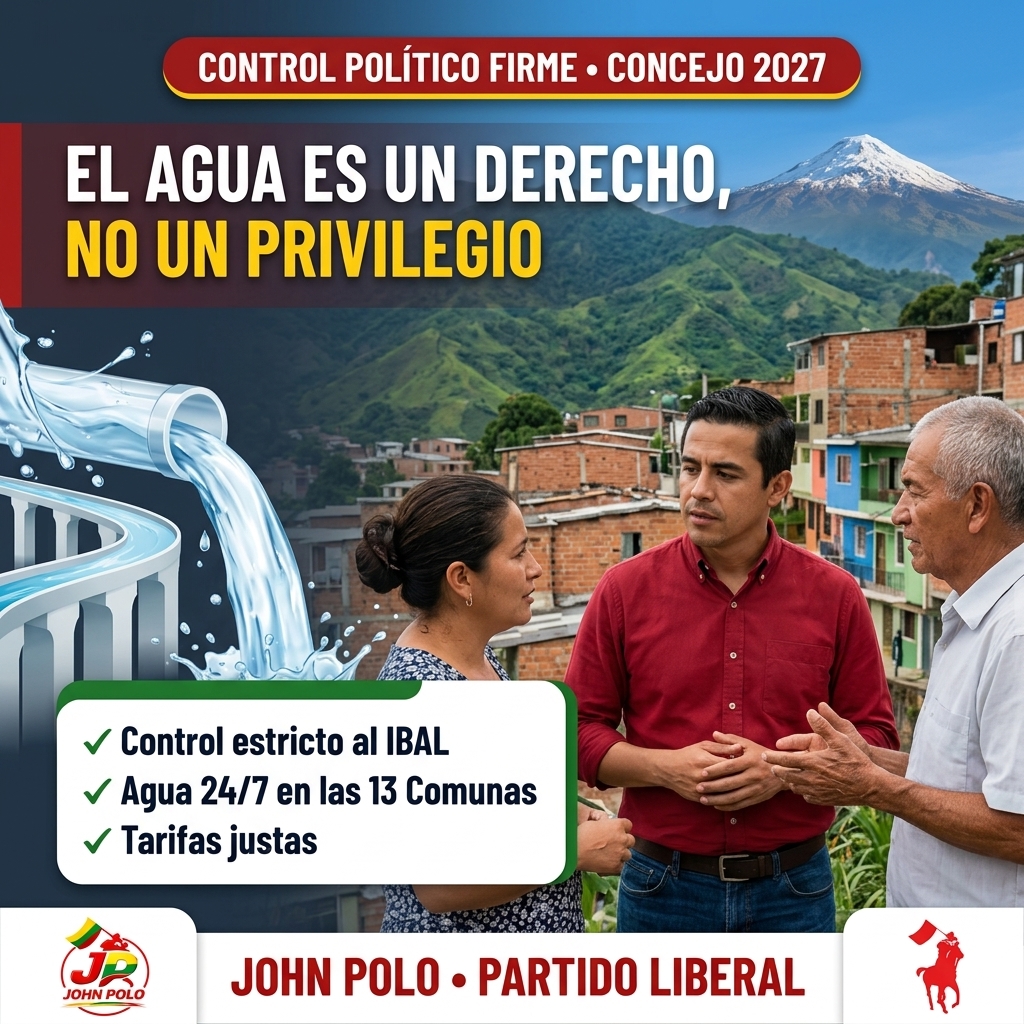 CONTROL POLÍTICO FIRME • CONCEJO 2027
EL AGUA ES UN DERECHO,
NO UN PRIVILEGIO
✓ Control estricto al IBAL
✓ Agua 24/7 en las 13 Comunas
✓ Tarifas justas
JP
JOHN POLO
JOHN POLO • PARTIDO LIBERAL